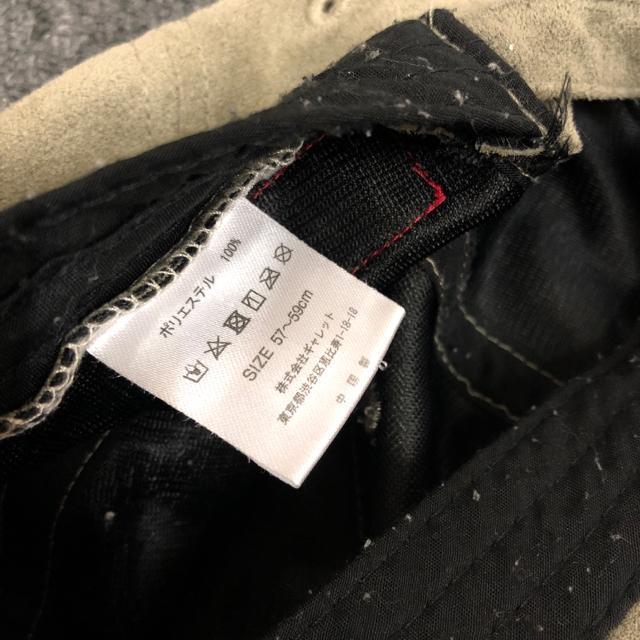 ポリエステル 100%
SIZE 57〜59cm
株式会社ギャレット
東京都渋谷区恵比寿1-18-18
中国製